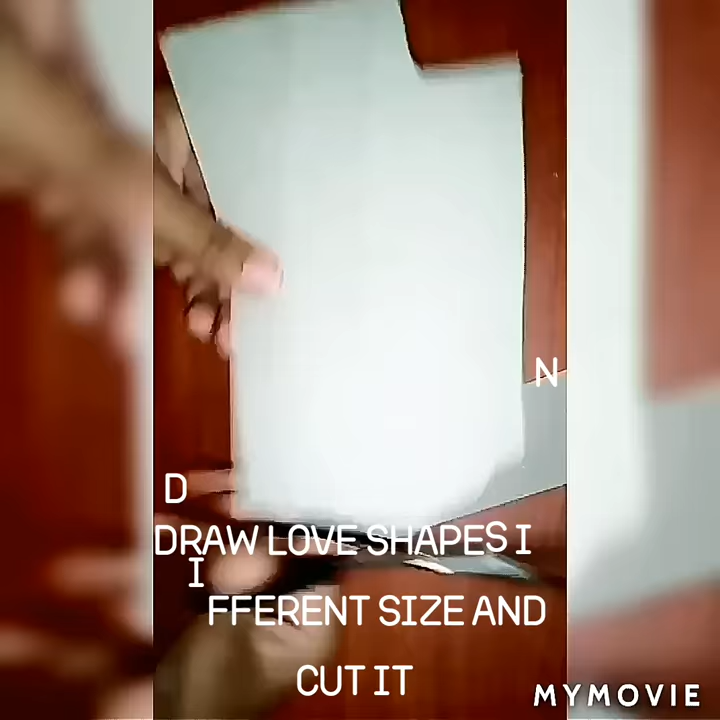 N
D
DRAW LOVE SHAPES I
I
FFERENT SIZE AND
CUT IT
MYMOVIE